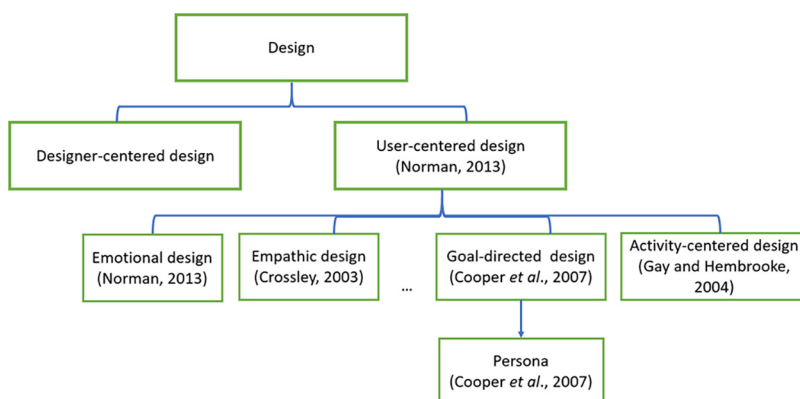 Design
Designer-centered design
User-centered design
(Norman, 2013)
Emotional design
(Norman, 2013)
Empathic design
(Crossley, 2003)
...
Goal-directed design
(Cooper et al., 2007)
Activity-centered design
(Gay and Hembrooke,
2004)
Persona
(Cooper et al., 2007)